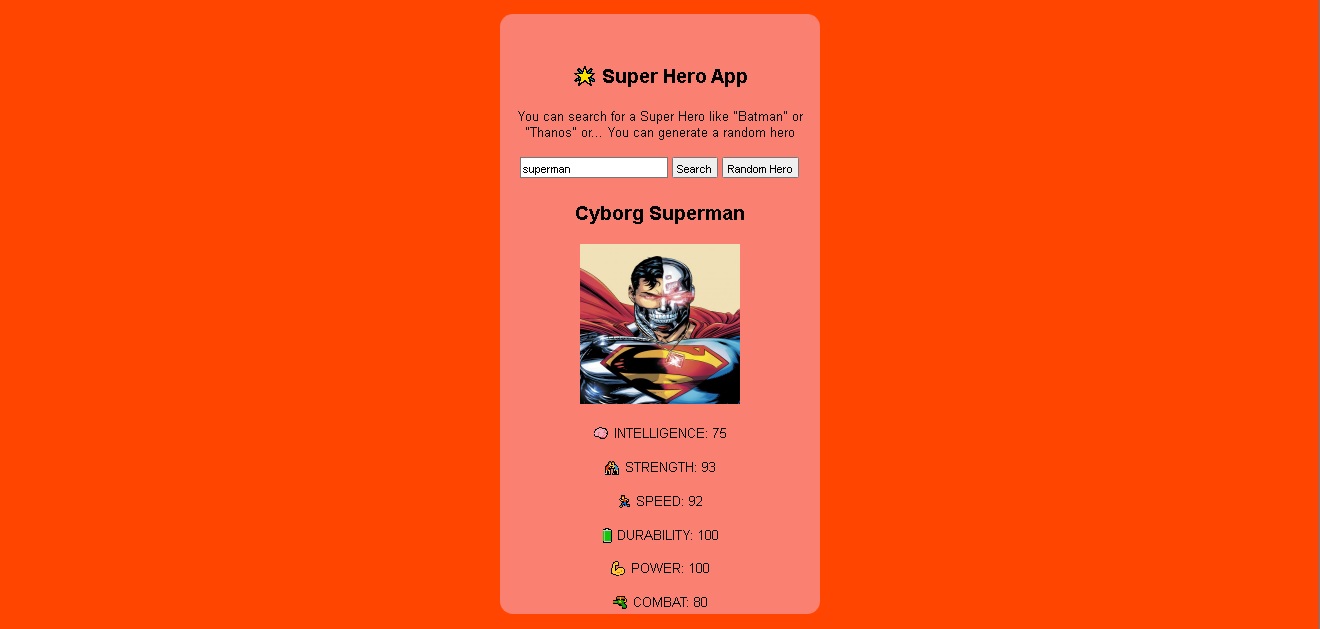 🌟 Super Hero App
You can search for a Super Hero like "Batman" or
"Thanos" or... You can generate a random hero
superman Search Random Hero
Cyborg Superman
INTELLIGENCE: 75
STRENGTH: 93
SPEED: 92
DURABILITY: 100
POWER: 100
COMBAT: 80